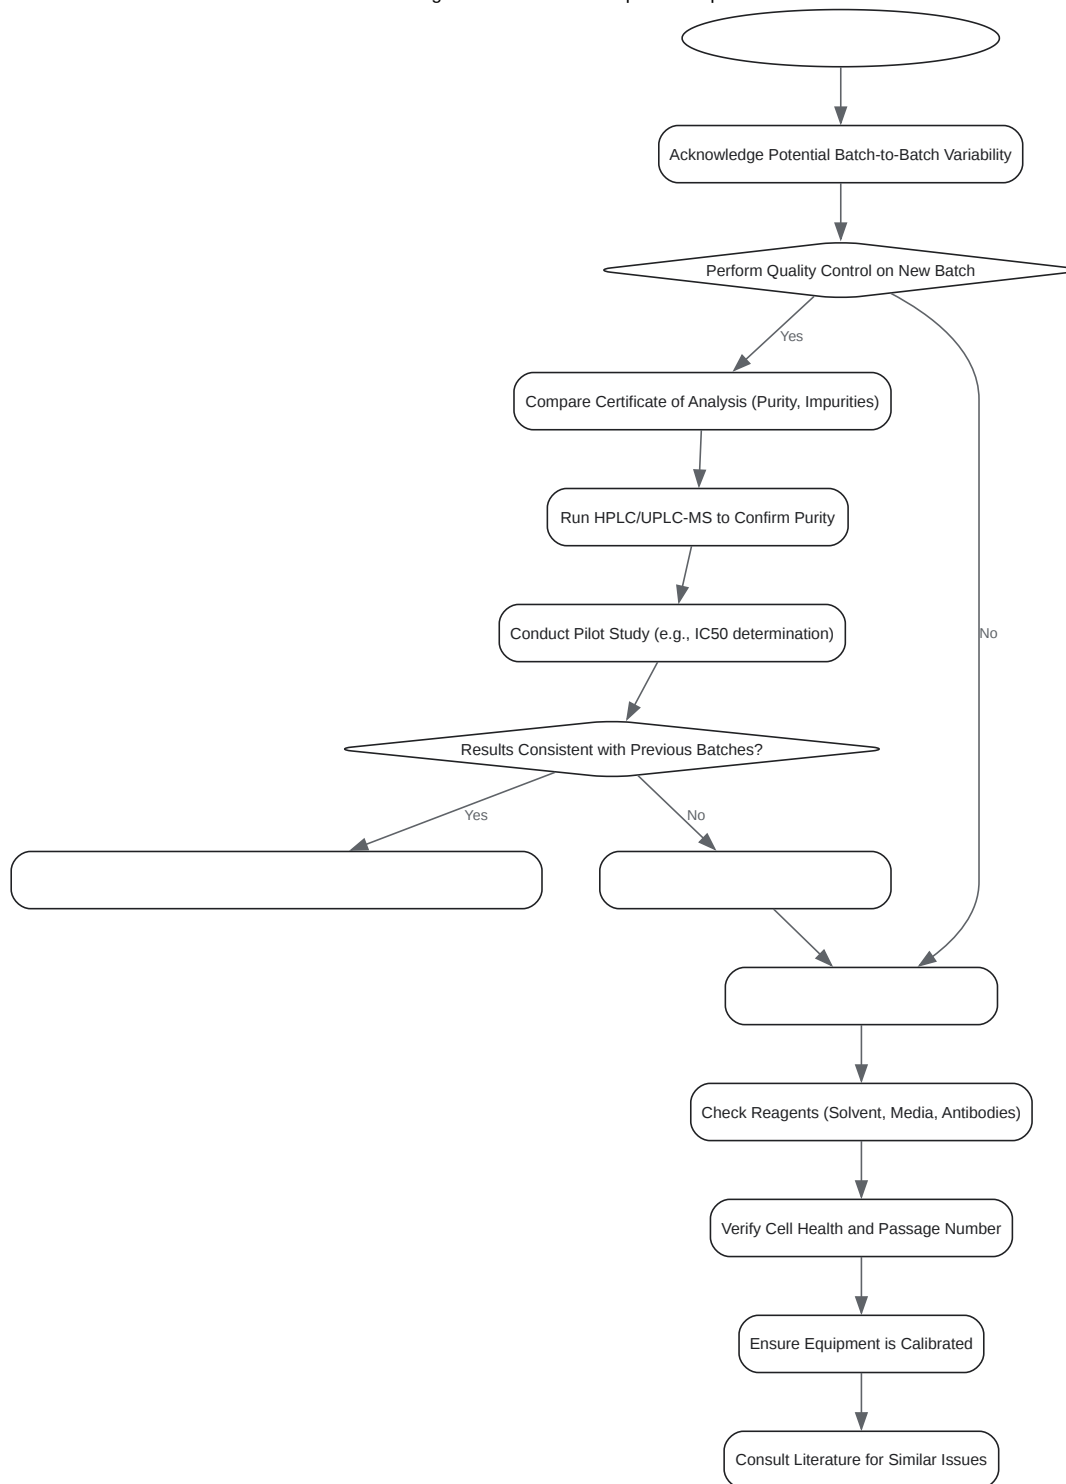 Acknowledge Potential Batch-to-Batch Variability
Perform Quality Control on New Batch
Yes
Compare Certificate of Analysis (Purity, Impurities)
Run HPLC/UPLC-MS to Confirm Purity
Conduct Pilot Study (e.g., IC50 determination)
No
Results Consistent with Previous Batches?
Yes
No
Check Reagents (Solvent, Media, Antibodies)
Verify Cell Health and Passage Number
Ensure Equipment is Calibrated
Consult Literature for Similar Issues